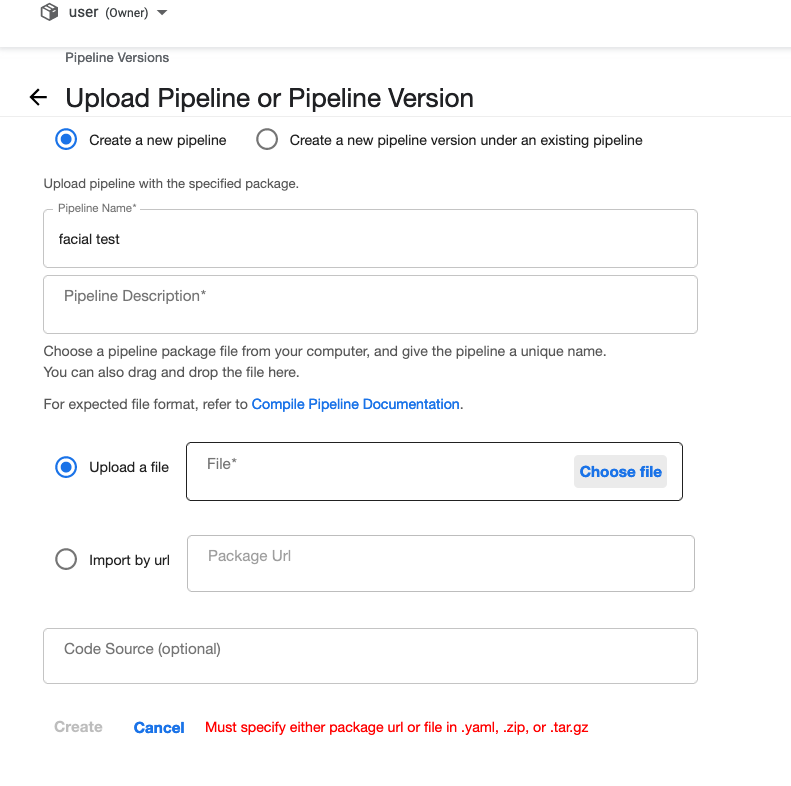 user (Owner)
Pipeline Versions
Upload Pipeline or Pipeline Version
Create a new pipeline Create a new pipeline version under an existing pipeline
Upload pipeline with the specified package.
Pipeline Name*
facial test
Pipeline Description*
Choose a pipeline package file from your computer, and give the pipeline a unique name.
You can also drag and drop the file here.
For expected file format, refer to Compile Pipeline Documentation.
Upload a file File* Choose file
Import by url Package Url
Code Source (optional)
Create Cancel Must specify either package url or file in .yaml, .zip, or .tar.gz